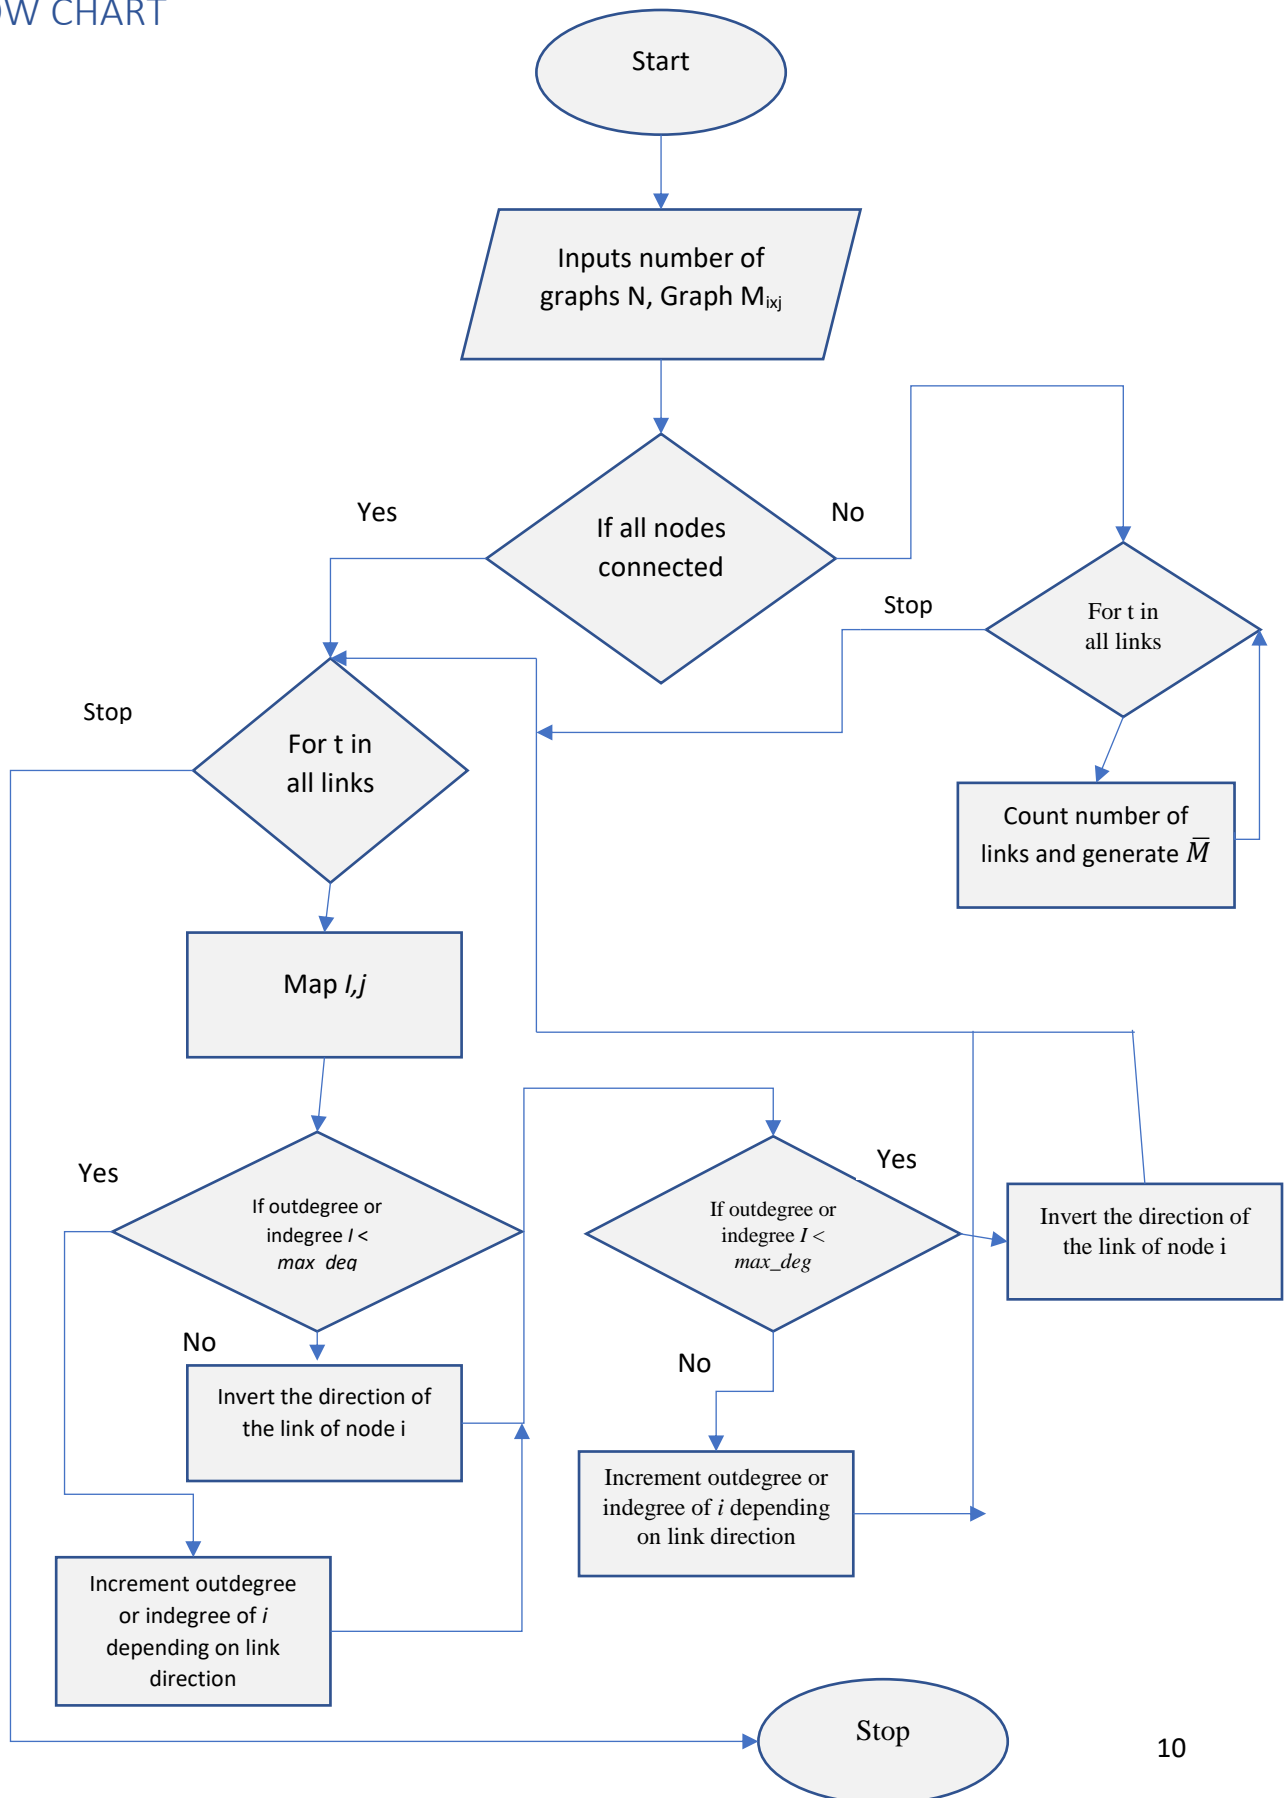 OW CHART
Start
Inputs number of
graphs N, Graph Mixj
Yes
If all nodes
connected
No
Stop
For t in
all links
Stop
For t in
all links
Count number of
links and generate M̅
Map I,j
Yes
If outdegree or
indegree I <
max_deg
No
If outdegree or
indegree I <
max_deg
Yes
Invert the direction of
the link of node i
No
Invert the direction of
the link of node i
Increment outdegree or
indegree of i depending
on link direction
Increment outdegree
or indegree of i
depending on link
direction
Stop
10